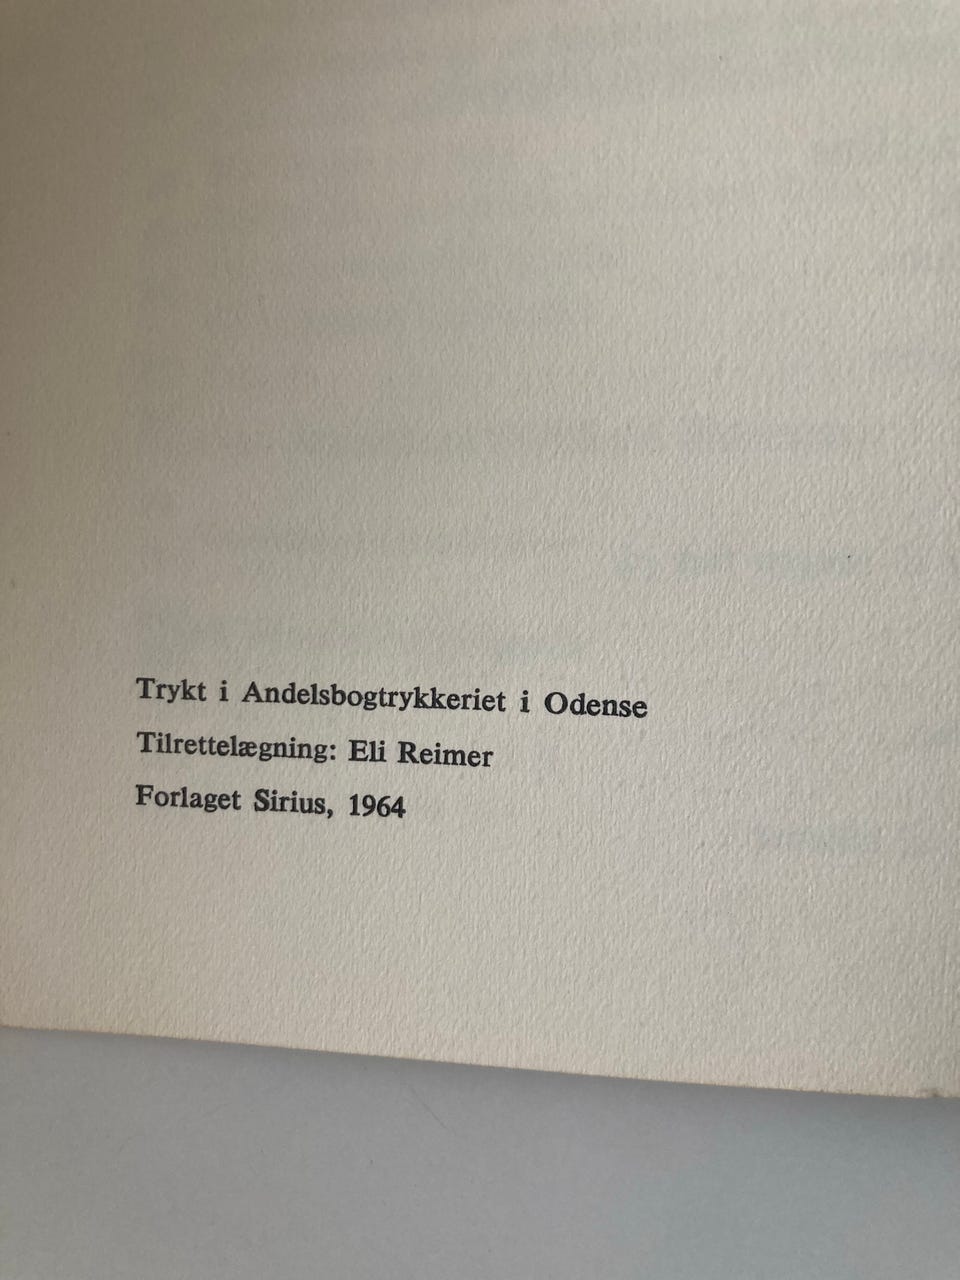 Trykt i Andelsbogtrykkeriet i Odense
Tilrettelægning: Eli Reimer
Forlaget Sirius, 1964